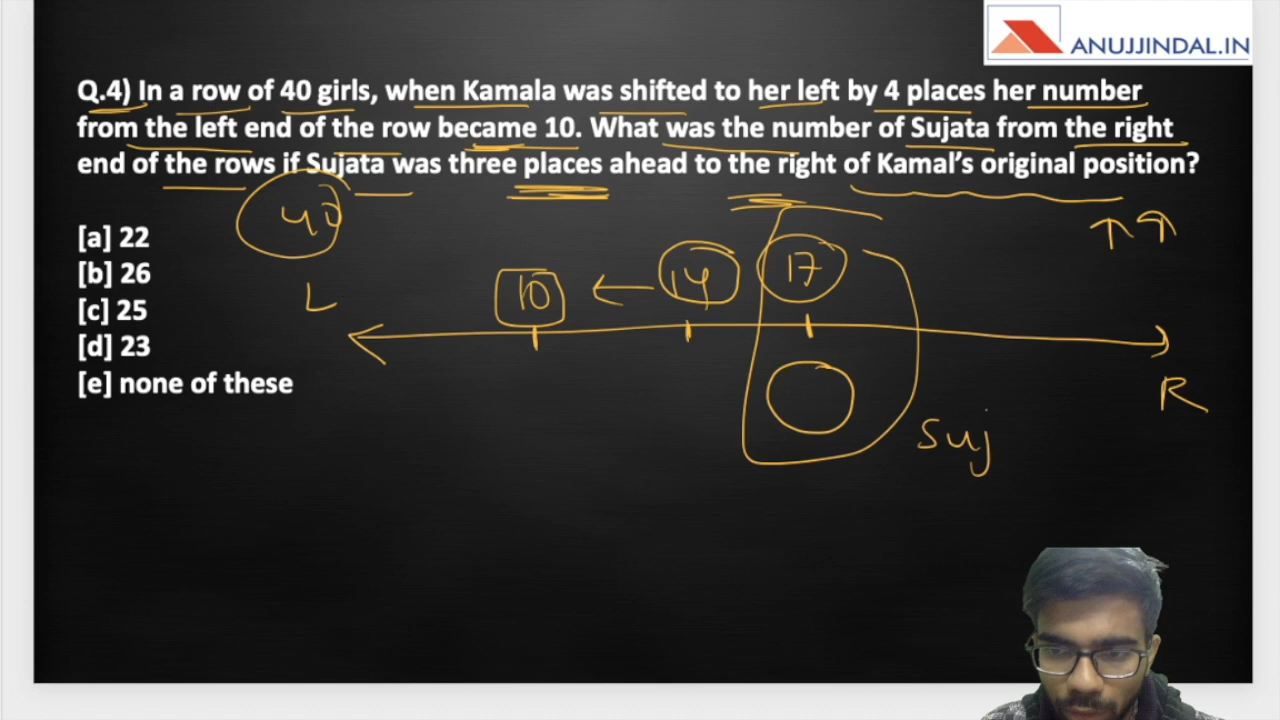 ANUJJINDAL.IN
Q.4) In a row of 40 girls, when Kamala was shifted to her left by 4 places her number
from the left end of the row became 10. What was the number of Sujata from the right
end of the rows if Sujata was three places ahead to the right of Kamal’s original position?
40
[a] 22
[b] 26
[c] 25
[d] 23
[e] none of these
L
10
14
17
R
Suj